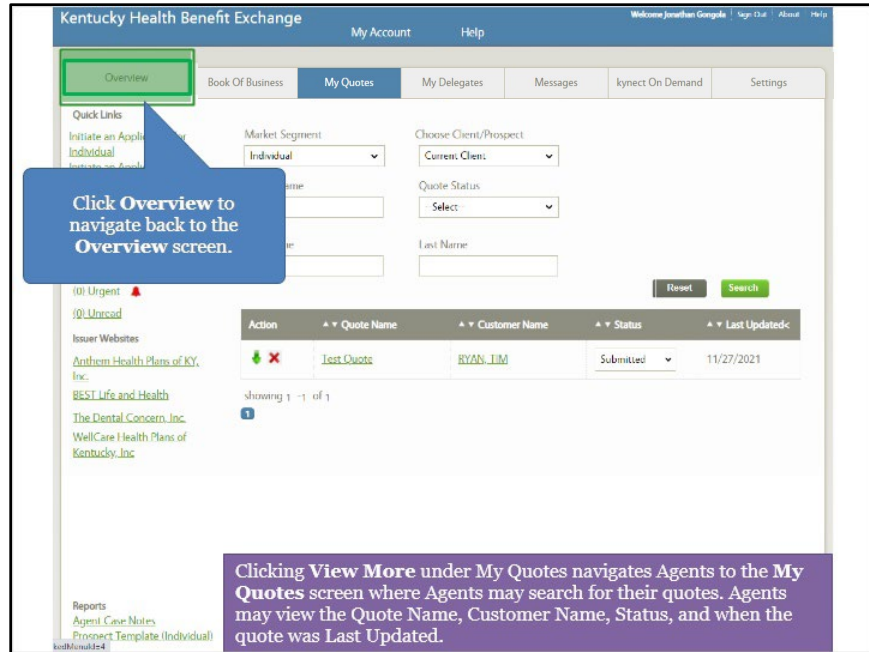 Kentucky Health Benefit Exchange
Welcome Jonathan Gongola Sign Out About Help
My Account Help
Overview Book Of Business My Quotes My Delegates Messages kynect On Demand Settings
Quick Links
Initiate an
Individual
Market Segment Choose Client/Prospect
Individual Current Client
Quote Status
Select
Last Name
Click Overview to
navigate back to the
Overview screen.
Reset Search
(0) Urgent
(0) Unread
Issuer Websites
Anthem Health Plans of KY,
Inc.
BEST Life and Health
The Dental Concern, Inc.
WellCare Health Plans of
Kentucky, Inc
Action Quote Name Customer Name Status Last Updated<
Test Quote RYAN, TIM Submitted 11/27/2021
showing 1 -1 of 1
1
Clicking View More under My Quotes navigates Agents to the My
Quotes screen where Agents may search for their quotes. Agents
may view the Quote Name, Customer Name, Status, and when the
quote was Last Updated.
Reports
Agent Case Notes
Prospect Template (Individual)
kedMenuId=4